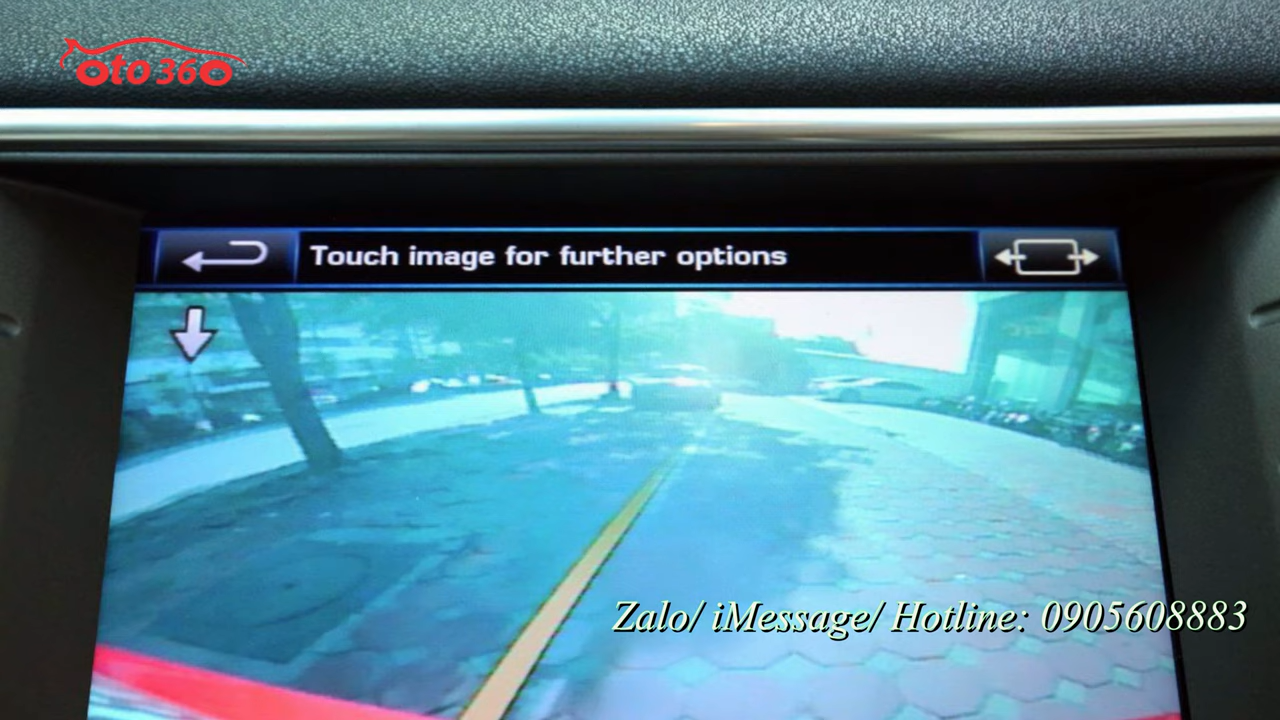 oto360
Touch image for further options
Zalo/ iMessage/ Hotline: 0905608883